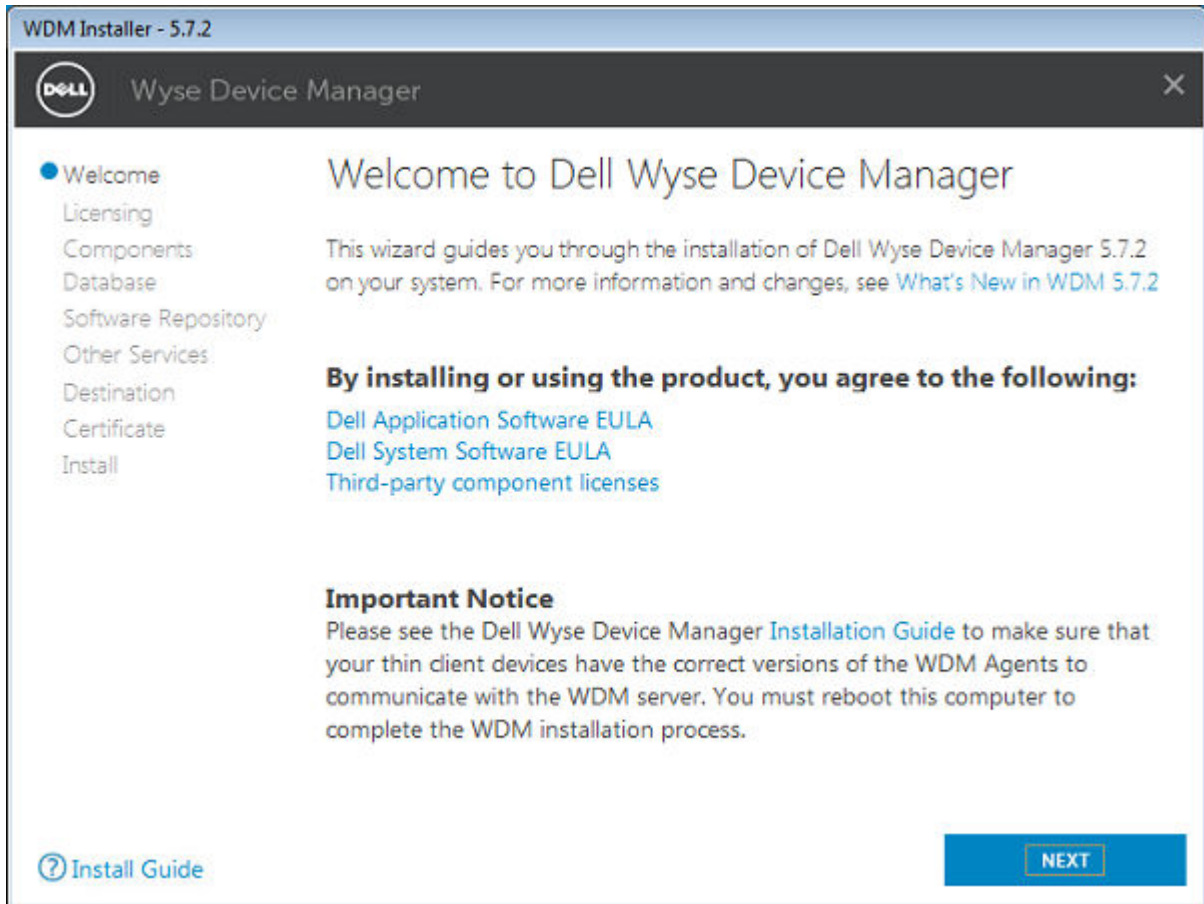 WDM Installer - 5.7.2
DELL
Wyse Device Manager
Welcome
Licensing
Components
Database
Software Repository
Other Services
Destination
Certificate
Install
Welcome to Dell Wyse Device Manager
This wizard guides you through the installation of Dell Wyse Device Manager 5.7.2
on your system. For more information and changes, see What's New in WDM 5.7.2
By installing or using the product, you agree to the following:
Dell Application Software EULA
Dell System Software EULA
Third-party component licenses
Important Notice
Please see the Dell Wyse Device Manager Installation Guide to make sure that
your thin client devices have the correct versions of the WDM Agents to
communicate with the WDM server. You must reboot this computer to
complete the WDM installation process.
Install Guide
NEXT